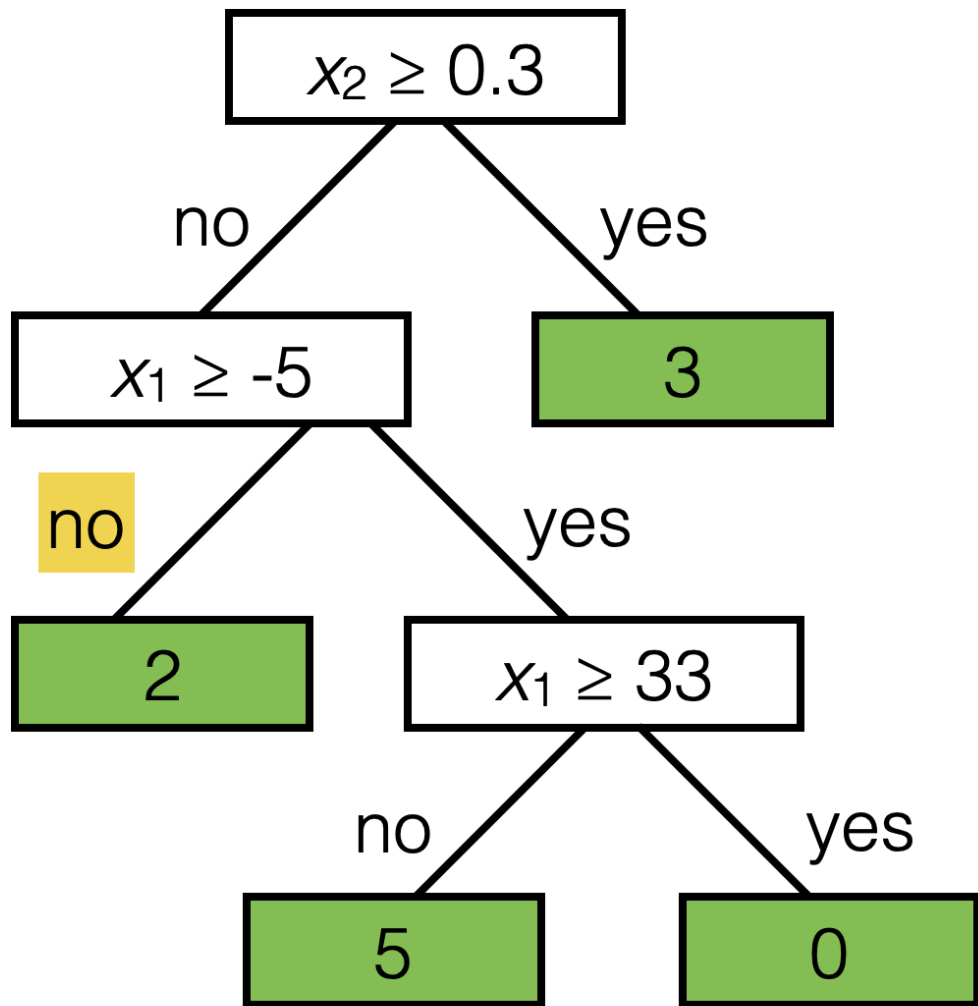 x₂ ≥ 0.3
no
yes
x₁ ≥ -5
3
no
yes
2
x₁ ≥ 33
no
yes
5
0